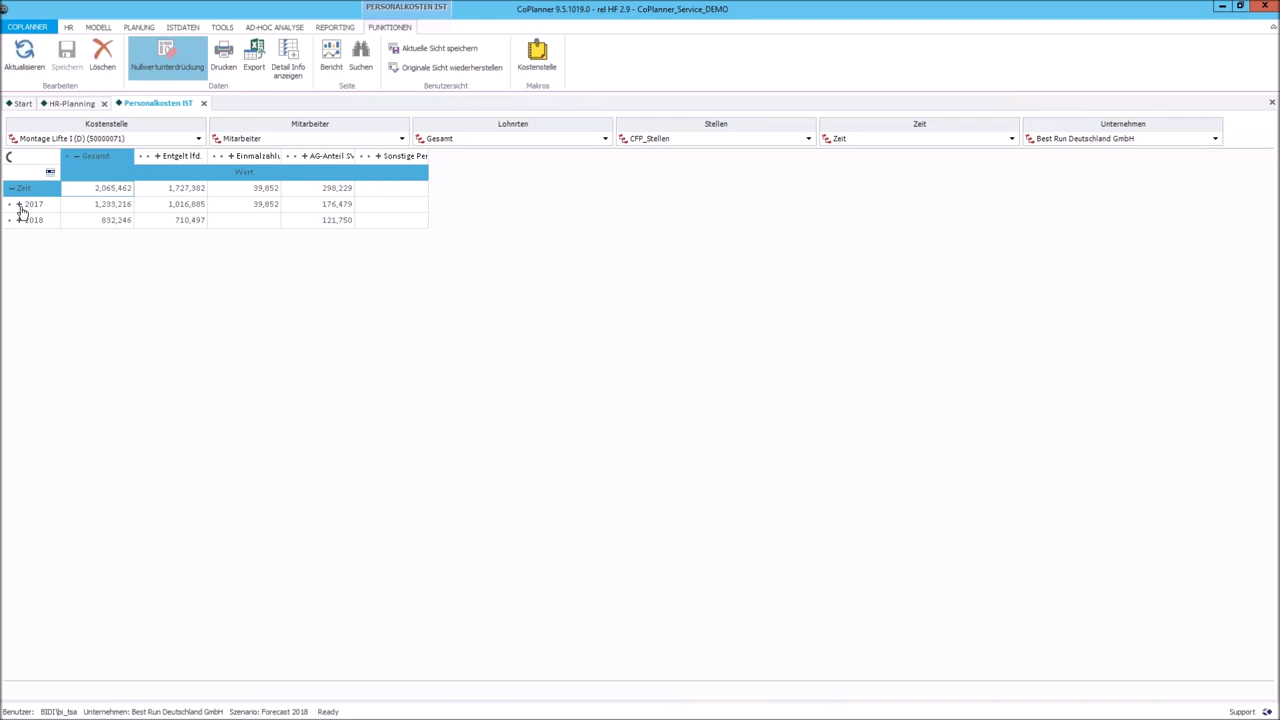 PERSONALKOSTEN IST
CoPlanner 9.5.1019.0 - rel HF 2.9 - CoPlanner_Service_DEMO
COPLANNER HR MODELL PLANUNG ISTDATEN TOOLS AD-HOC ANALYSE REPORTING FUNKTIONEN
Aktualisieren Speichern Löschen Nullwertunterdrückung Drucken Export Detail Info anzeigen Bericht Suchen Aktuelle Sicht speichern Originale Sicht wiederherstellen Kostenstelle
Bearbeiten Daten Seite Benutzersicht Makros
Start HR-Planning Personalkosten IST
Kostenstelle Mitarbeiter Lohnrten Stellen Zeit Unternehmen
Montage Lifte I (D) (50000071) Mitarbeiter Gesamt CFP_Stellen Zeit Best Run Deutschland GmbH
Gesamt Entgelt lfd. Einmalzahlu AG-Anteil SV Sonstige Per
Wert
Zeit 2,065,462 1,727,382 39,852 298,229
2017 1,233,216 1,016,885 39,852 176,479
2018 832,246 710,497 121,750
Benutzer: BIDI\bi_tsa Unternehmen: Best Run Deutschland GmbH Szenario: Forecast 2018 Ready Support